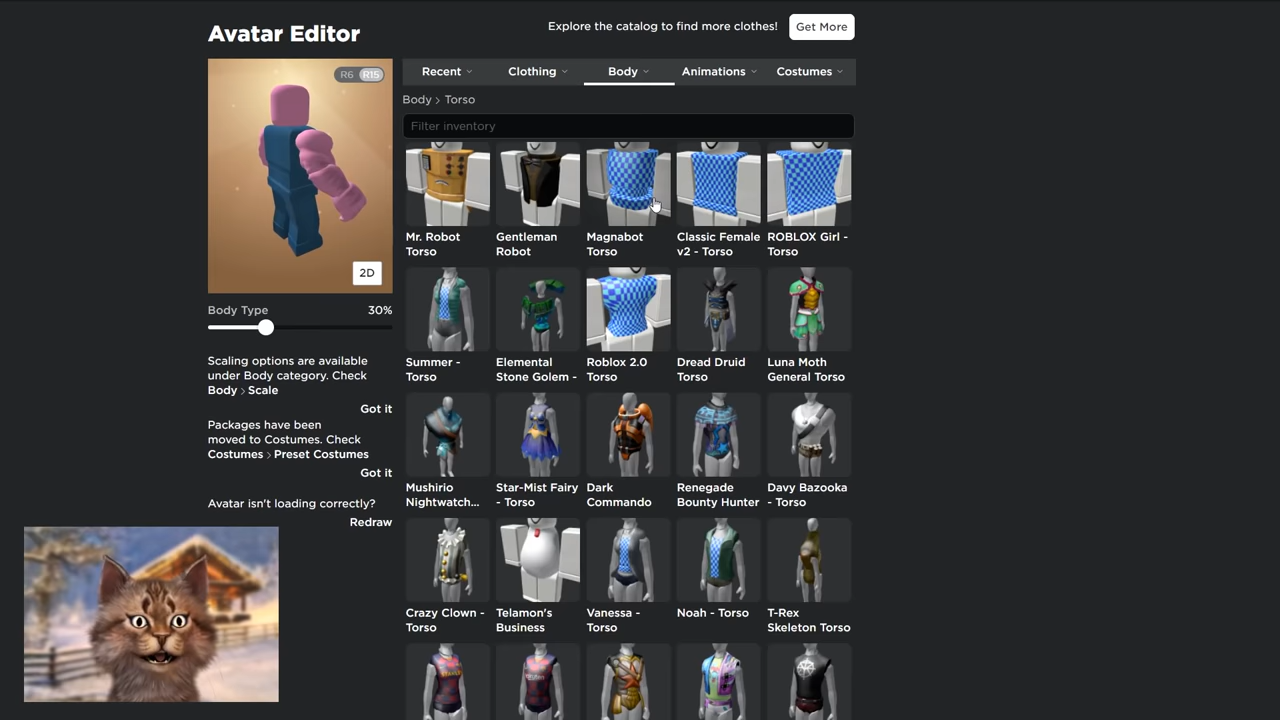 Avatar Editor
Explore the catalog to find more clothes!
Get More
R6 R15
2D
Body Type 30%
Scaling options are available
under Body category. Check
Body > Scale
Got it
Packages have been
moved to Costumes. Check
Costumes > Preset Costumes
Got it
Avatar isn't loading correctly?
Redraw
Recent Clothing Body Animations Costumes
Body > Torso
Filter inventory
Mr. Robot
Torso
Gentleman
Robot
Magnabot
Torso
Classic Female
v2 - Torso
ROBLOX Girl -
Torso
Summer -
Torso
Elemental
Stone Golem -
Roblox 2.0
Torso
Dread Druid
Torso
Luna Moth
General Torso
Mushirio
Nightwatch...
Star-Mist Fairy
- Torso
Dark
Commando
Renegade
Bounty Hunter
Davy Bazooka
- Torso
Crazy Clown -
Torso
Telamon's
Business
Vanessa -
Torso
Noah - Torso
T-Rex
Skeleton Torso